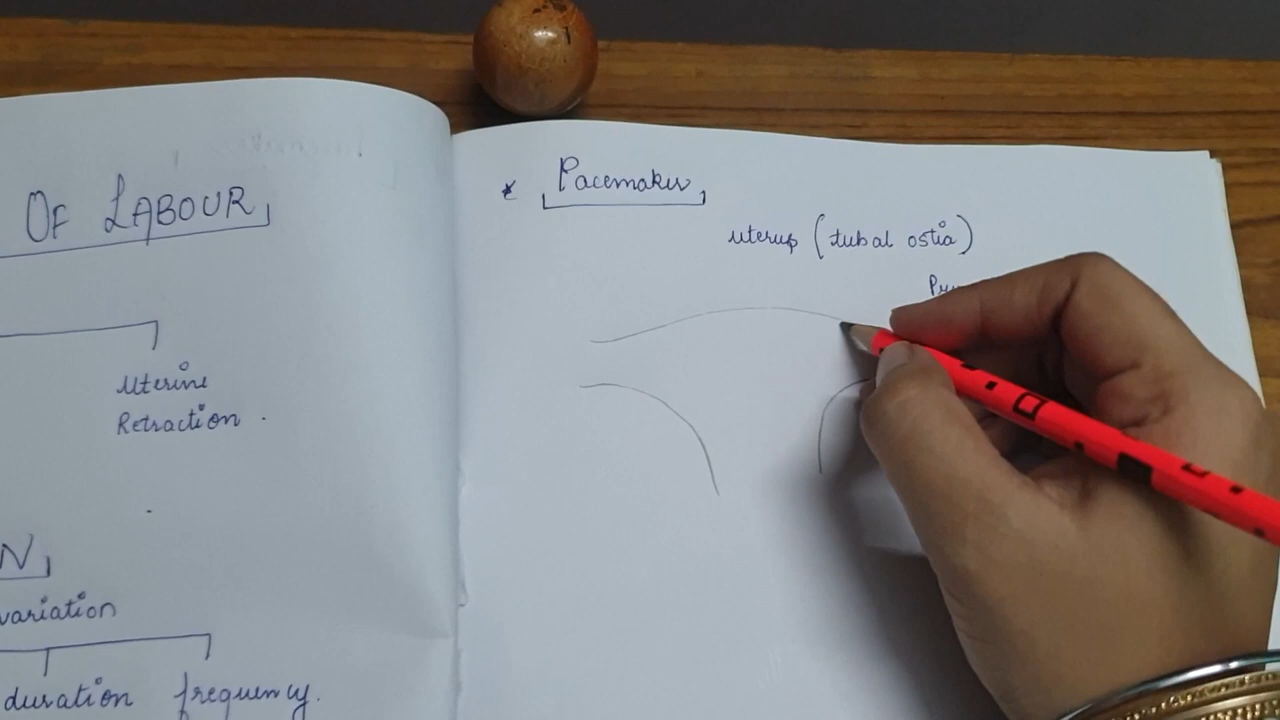 OF LABOUR
Uterine
Retraction .
N
variation
duration frequency.
* Pacemaker
uterus (tubal ostia)